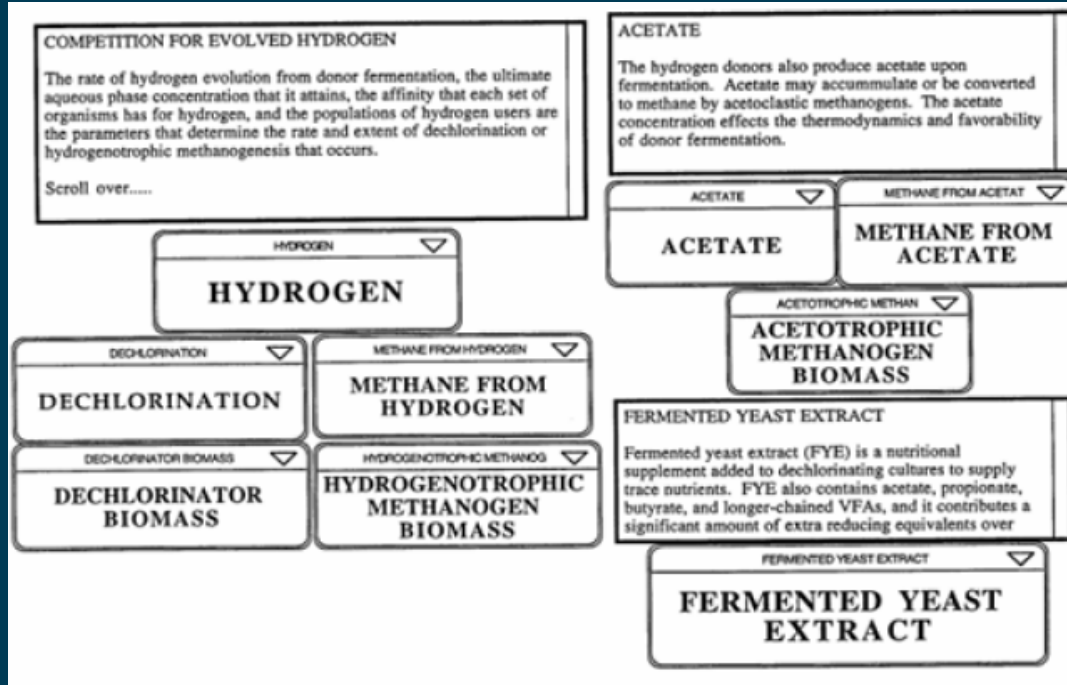 COMPETITION FOR EVOLVED HYDROGEN
The rate of hydrogen evolution from donor fermentation, the ultimate
aqueous phase concentration that it attains, the affinity that each set of
organisms has for hydrogen, and the populations of hydrogen users are
the parameters that determine the rate and extent of dechlorination or
hydrogenotrophic methanogenesis that occurs.
Scroll over.....
HYDROGEN
HYDROGEN
DECHLORINATION
DECHLORINATION
METHANE FROM HYDROGEN
METHANE FROM
HYDROGEN
DECHLORINATOR BIOMASS
DECHLORINATOR
BIOMASS
HYDROGENOTROPHIC METHANOG
HYDROGENOTROPHIC
METHANOGEN
BIOMASS
ACETATE
The hydrogen donors also produce acetate upon
fermentation. Acetate may accummulate or be converted
to methane by acetoclastic methanogens. The acetate
concentration effects the thermodynamics and favorability
of donor fermentation.
ACETATE
ACETATE
METHANE FROM ACETAT
METHANE FROM
ACETATE
ACETOTROPHIC METHAN
ACETOTROPHIC
METHANOGEN
BIOMASS
FERMENTED YEAST EXTRACT
Fermented yeast extract (FYE) is a nutritional
supplement added to dechlorinating cultures to supply
trace nutrients. FYE also contains acetate, propionate,
butyrate, and longer-chained VFAs, and it contributes a
significant amount of extra reducing equivalents over
FERMENTED YEAST EXTRACT
FERMENTED YEAST
EXTRACT